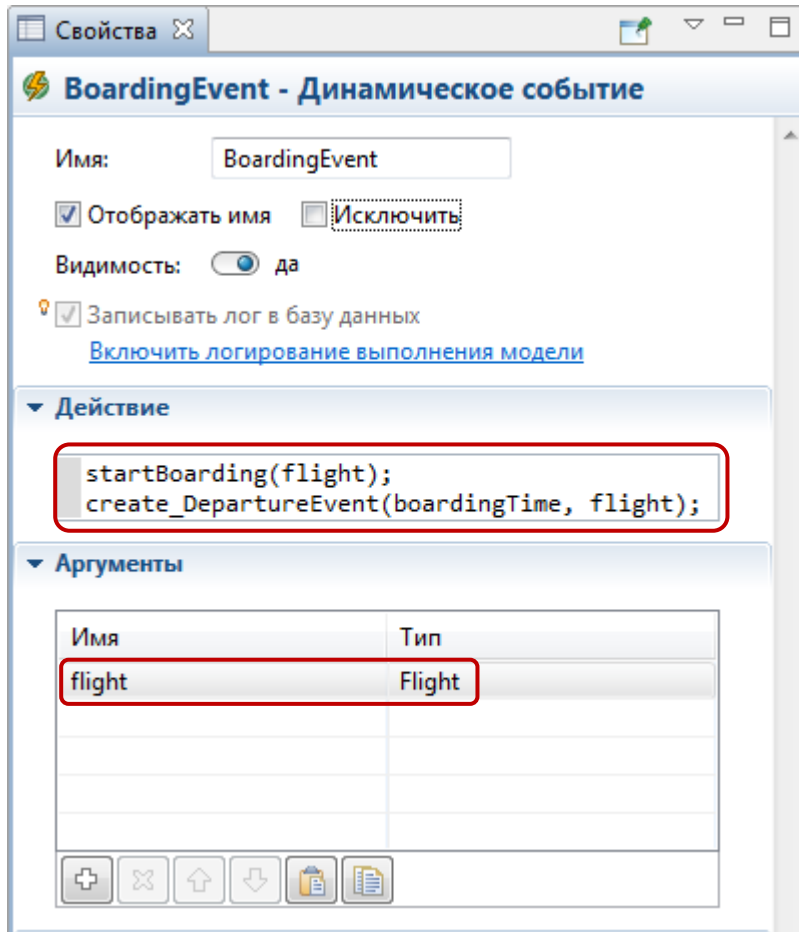 Свойства
BoardingEvent - Динамическое событие
Имя: BoardingEvent
Отображать имя Исключить
Видимость: да
Записывать лог в базу данных
Включить логирование выполнения модели
Действие
startBoarding(flight);
create_DepartureEvent(boardingTime, flight);
Аргументы
Имя Тип
flight Flight